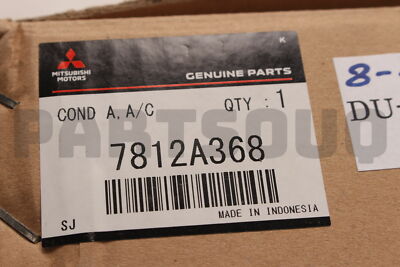 K
MITSUBISHI
MOTORS
GENUINE PARTS
COND A,A/C QTY : 1
7812A368
SJ
MADE IN INDONESIA
8-
DU-
PARTSOUQ